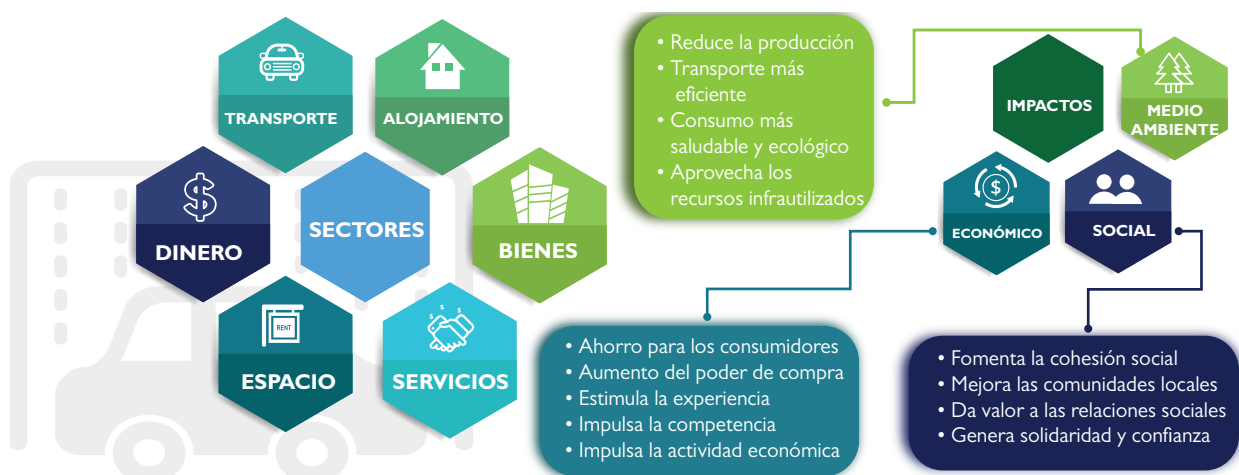 TRANSPORTE
ALOJAMIENTO
DINERO
SECTORES
BIENES
RENT
ESPACIO
$
$
$
SERVICIOS
• Reduce la producción
• Transporte más
eficiente
• Consumo más
saludable y ecológico
• Aprovecha los
recursos infrautilizados
IMPACTOS
MEDIO
AMBIENTE
$
ECONÓMICO
SOCIAL
• Ahorro para los consumidores
• Aumento del poder de compra
• Estimula la experiencia
• Impulsa la competencia
• Impulsa la actividad económica
• Fomenta la cohesión social
• Mejora las comunidades locales
• Da valor a las relaciones sociales
• Genera solidaridad y confianza